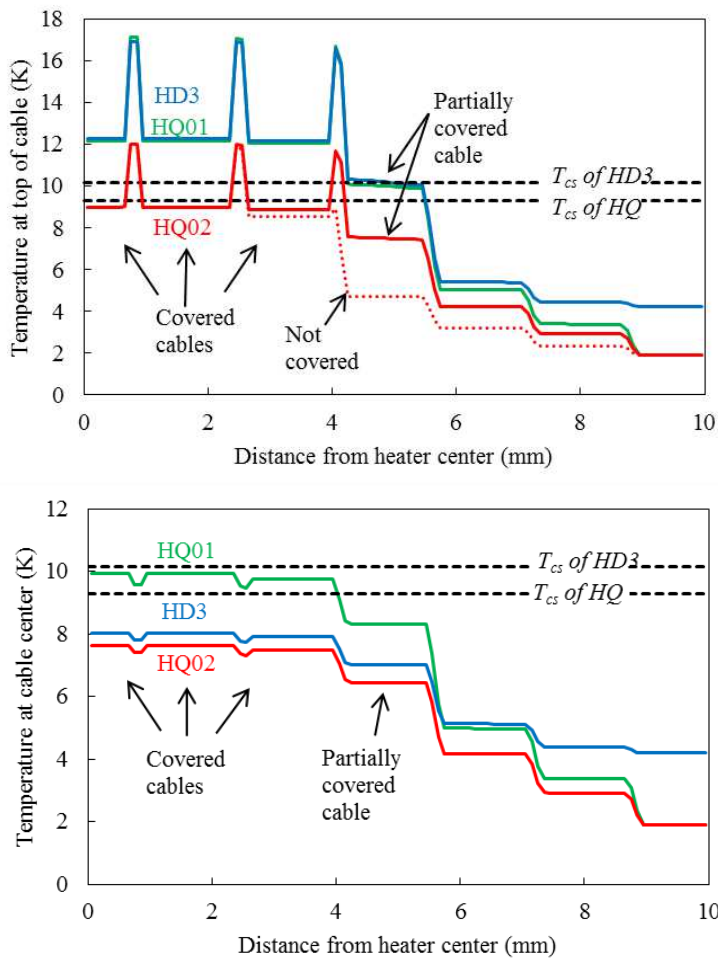 Temperature at top of cable (K)
18
16
14
12
10
8
6
4
2
0
HD3
HQ01
HQ02
Partially
covered
cable
Tcs of HD3
Tcs of HQ
Covered
cables
Not
covered
0
2
4
6
8
10
Distance from heater center (mm)
Temperature at cable center (K)
12
10
8
6
4
2
0
HQ01
HD3
HQ02
Tcs of HD3
Tcs of HQ
Covered
cables
Partially
covered
cable
0
2
4
6
8
10
Distance from heater center (mm)